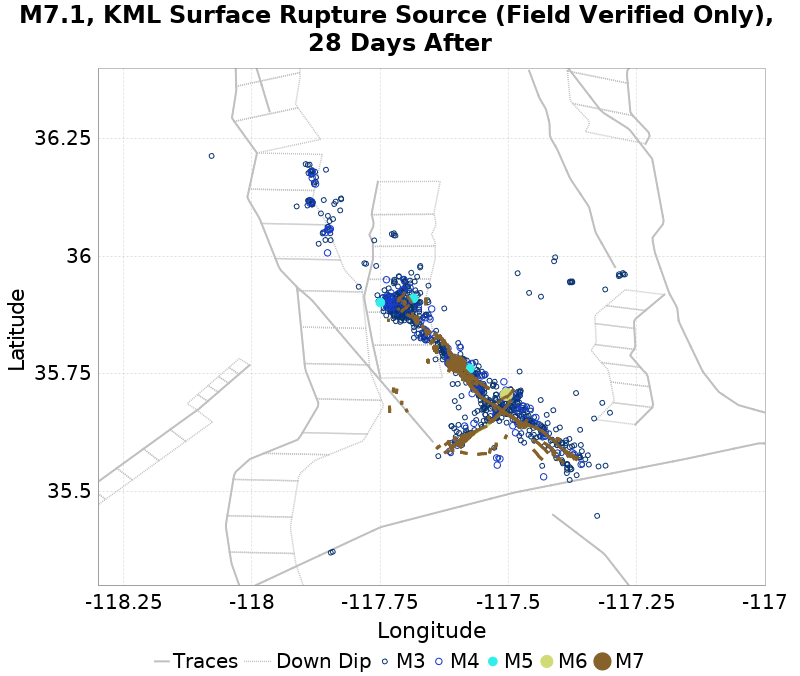 M7.1, KML Surface Rupture Source (Field Verified Only),
28 Days After
36.25
36
35.75
35.5
Latitude
-118.25 -118 -117.75 -117.5 -117.25 -117
Longitude
Traces Down Dip M3 M4 M5 M6 M7